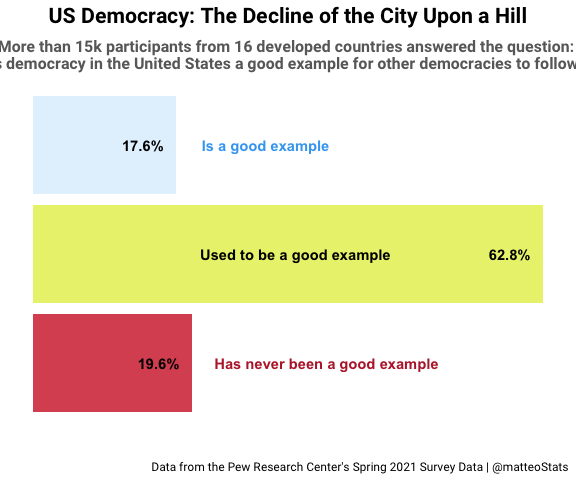 US Democracy: The Decline of the City Upon a Hill
More than 15k participants from 16 developed countries answered the question:
s democracy in the United States a good example for other democracies to follow
17.6%
Is a good example
Used to be a good example
62.8%
19.6%
Has never been a good example
Data from the Pew Research Center's Spring 2021 Survey Data | @matteoStats